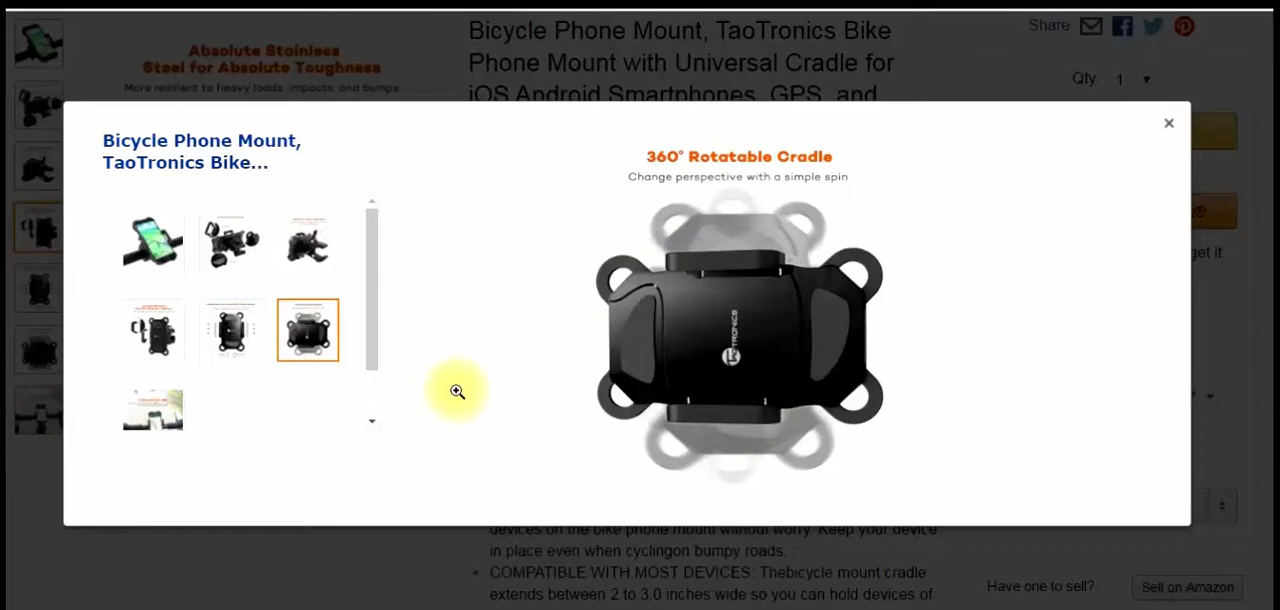 Absolute Stainless
Steel for Absolute Toughness
More resilient to heavy loads, impacts, and bumps
Bicycle Phone Mount, TaoTronics Bike
Phone Mount with Universal Cradle for
iOS Android Smartphones, GPS, and
Share
Qty: 1
Bicycle Phone Mount,
TaoTronics Bike...
360° Rotatable Cradle
Change perspective with a simple spin
TAOTRONICS
get it:
devices on the bike phone mount without worry. Keep your device
in place even when cyclingon bumpy roads.
COMPATIBLE WITH MOST DEVICES: Thebicycle mount cradle
extends between 2 to 3.0 inches wide so you can hold devices of
Have one to sell?
Sell on Amazon